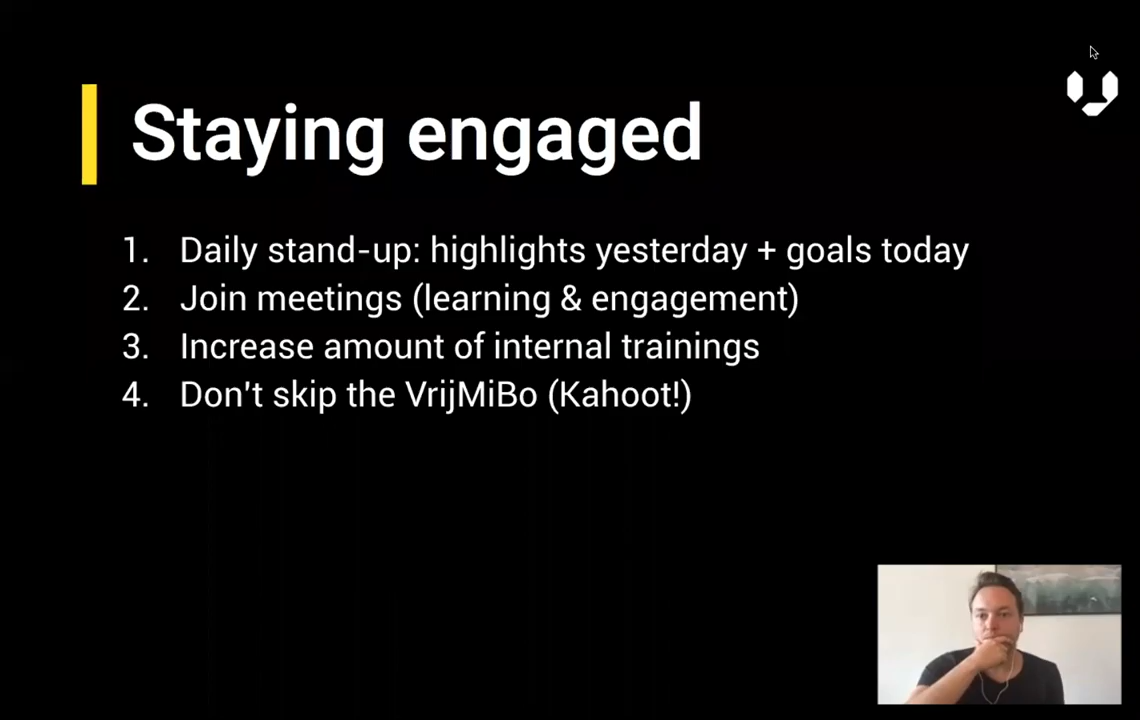 Staying engaged
1. Daily stand-up: highlights yesterday + goals today
2. Join meetings (learning & engagement)
3. Increase amount of internal trainings
4. Don't skip the VrijMiBo (Kahoot!)